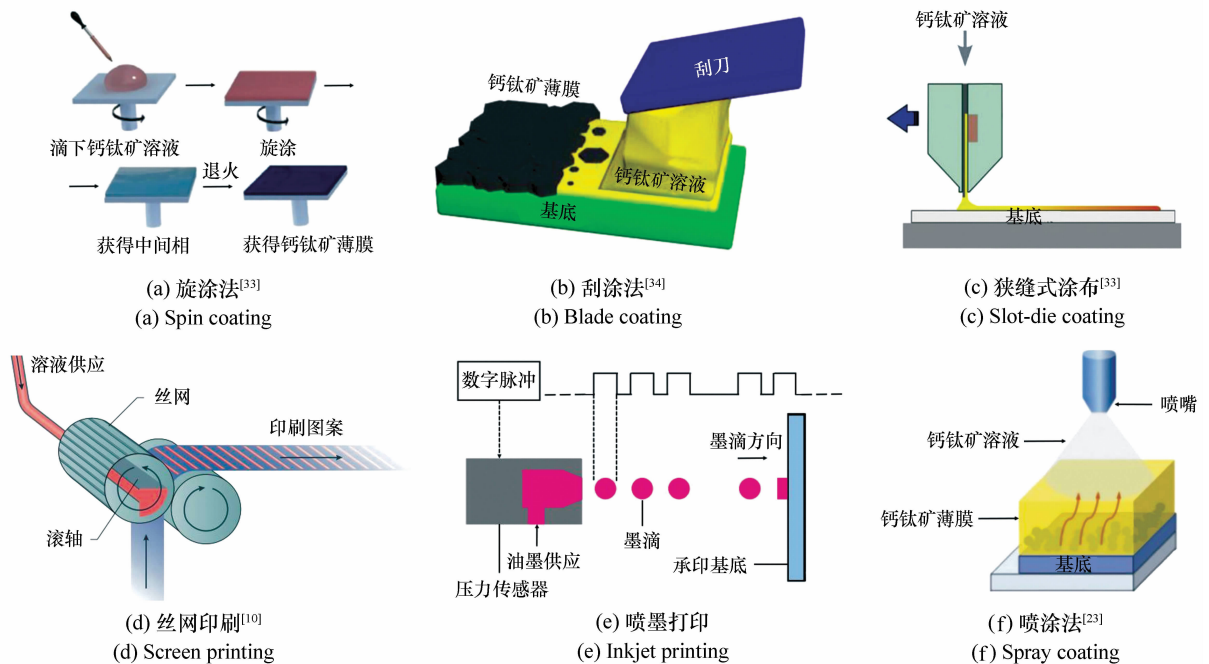 滴下钙钛矿溶液
旋涂
退火
获得中间相
获得钙钛矿薄膜
(a) 旋涂法[33]
(a) Spin coating
钙钛矿薄膜
刮刀
钙钛矿溶液
基底
(b) 刮涂法[34]
(b) Blade coating
钙钛矿溶液
基底
(c) 狭缝式涂布[33]
(c) Slot-die coating
溶液供应
丝网
印刷图案
滚轴
(d) 丝网印刷[10]
(d) Screen printing
数字脉冲
墨滴方向
油墨供应
墨滴
承印基底
压力传感器
(e) 喷墨打印
(e) Inkjet printing
喷嘴
钙钛矿溶液
钙钛矿薄膜
基底
(f) 喷涂法[23]
(f) Spray coating